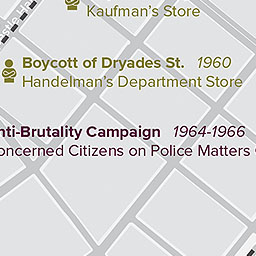 Kaufman's Store
Boycott of Dryades St. 1960
Handelman's Department Store
nti-Brutality Campaign 1964-1966
oncerned Citizens on Police Matters